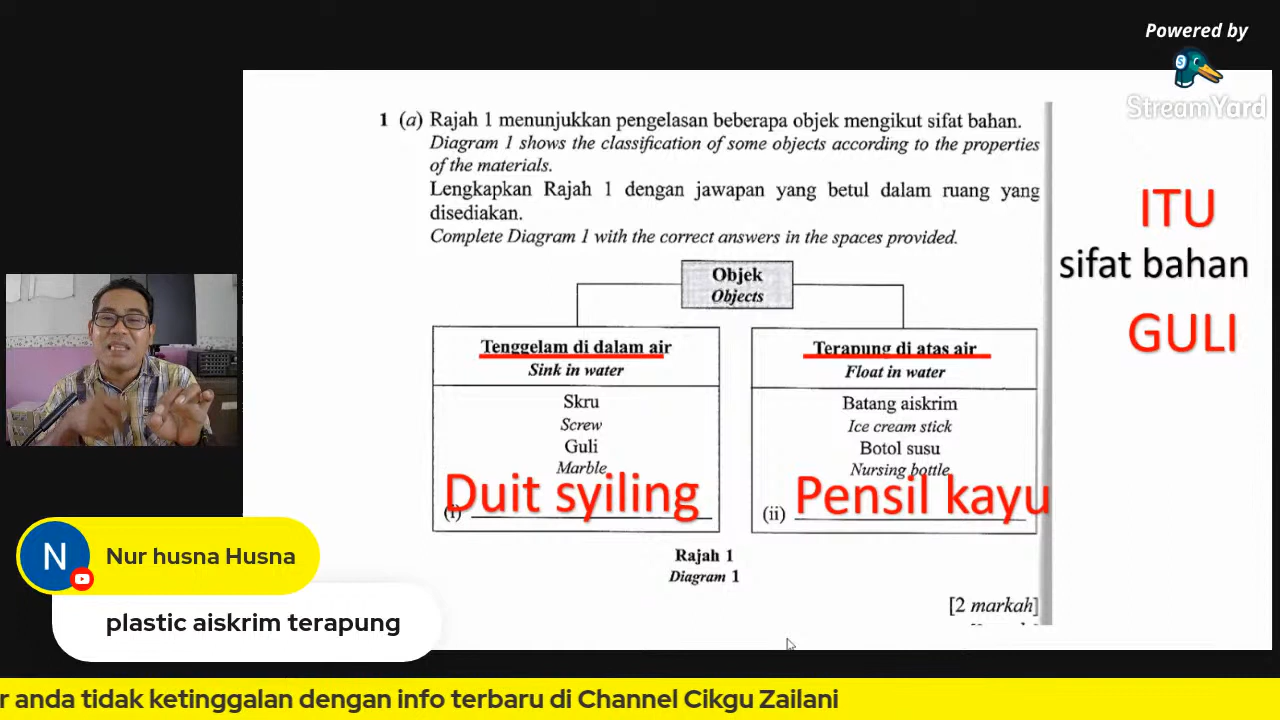 Powered by
StreamYard
1 (a) Rajah 1 menunjukkan pengelasan beberapa objek mengikut sifat bahan.
Diagram 1 shows the classification of some objects according to the properties
of the materials.
Lengkapkan Rajah 1 dengan jawapan yang betul dalam ruang yang
disediakan.
Complete Diagram 1 with the correct answers in the spaces provided.
ITU
sifat bahan
GULI
Objek
Objects
Tenggelam di dalam air
Sink in water
Skru
Screw
Guli
Marble
(i) Duit syiling
Terapung di atas air
Float in water
Batang aiskrim
Ice cream stick
Botol susu
Nursing bottle
(ii) Pensil kayu
Rajah 1
Diagram 1
[2 markah]
N
Nur husna Husna
plastic aiskrim terapung
r anda tidak ketinggalan dengan info terbaru di Channel Cikgu Zailani